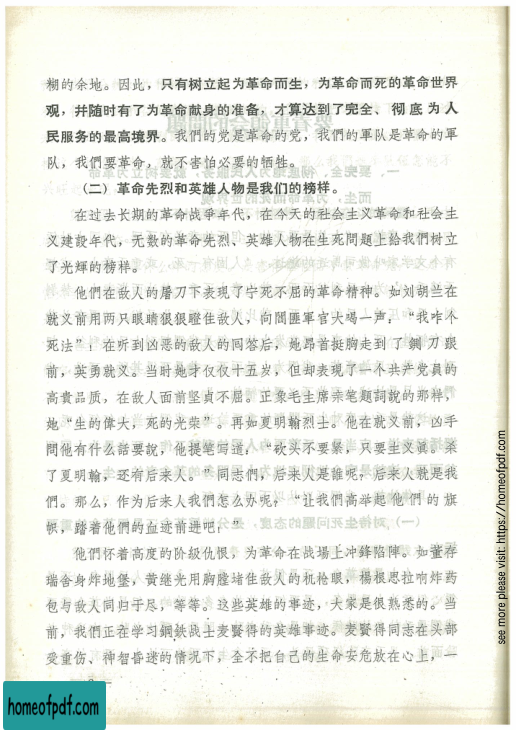 糊的余地。因此，只有树立起为革命而生，为革命而死的革命世界
观，幷随时有了为革命献身的准备，才算达到了完全、彻底为人
民服务的最高境界。我們的党是革命的党，我們的軍队是革命的軍
队，我們要革命，就不害怕必要的牺牲。
（二）革命先烈和英雄人物是我們的榜样。
在过去长期的革命战爭年代，在今天的社会主义革命和社会主
义建設年代，无数的革命先烈、英雄人物在生死問題上給我們树立
了光輝的榜样。
他們在敌人的屠刀下表現了宁死不屈的革命精神。如刘胡兰在
就义前用两只眼睛狠狠瞪住敌人，向閻匪軍官大喝一声：“我咋个
死法”；在听到凶恶的敌人的回答后，她昂首挺胸走到了鍘刀跟
前，英勇就义。当时她才仅仅十五岁，但却表現了一个共产党員的
高貴品质，在敌人面前坚貞不屈。正象毛主席亲笔題詞說的那样，
她“生的偉大，死的光荣”。再如夏明翰烈士。他在就义前，凶手
問他有什么話要說，他提笔写道：“砍头不要紧，只要主义眞。杀
了夏明翰，还有后来人。”同志們，后来人是誰呢？后来人就是我
們。那么，作为后来人我們怎么办呢？“让我們高举起他們的旗
帜，踏着他們的血迹前进吧！”
他們怀着高度的阶級仇恨，为革命在战場上冲鋒陷陣。如董存
瑞舍身炸地堡，黄継光用胸膛堵住敌人的机枪眼，楊根思拉响炸药
包与敌人同归于尽，等等。这些英雄的事迹，大家是很熟悉的。当
前，我們正在学习鋼鉄战士麦賢得的英雄事迹。麦賢得同志在头部
受重伤、神智昏迷的情况下，全不把自己的生命安危放在心上，一
homeofpdf.com
see more please visit: https://homeofpdf.com